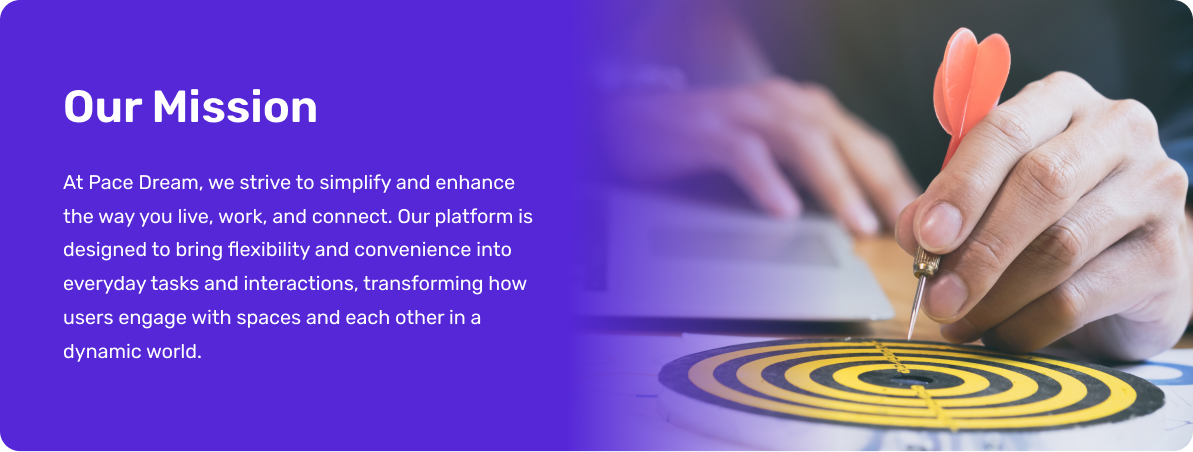 Our Mission
At Pace Dream, we strive to simplify and enhance
the way you live, work, and connect. Our platform is
designed to bring flexibility and convenience into
everyday tasks and interactions, transforming how
users engage with spaces and each other in a
dynamic world.